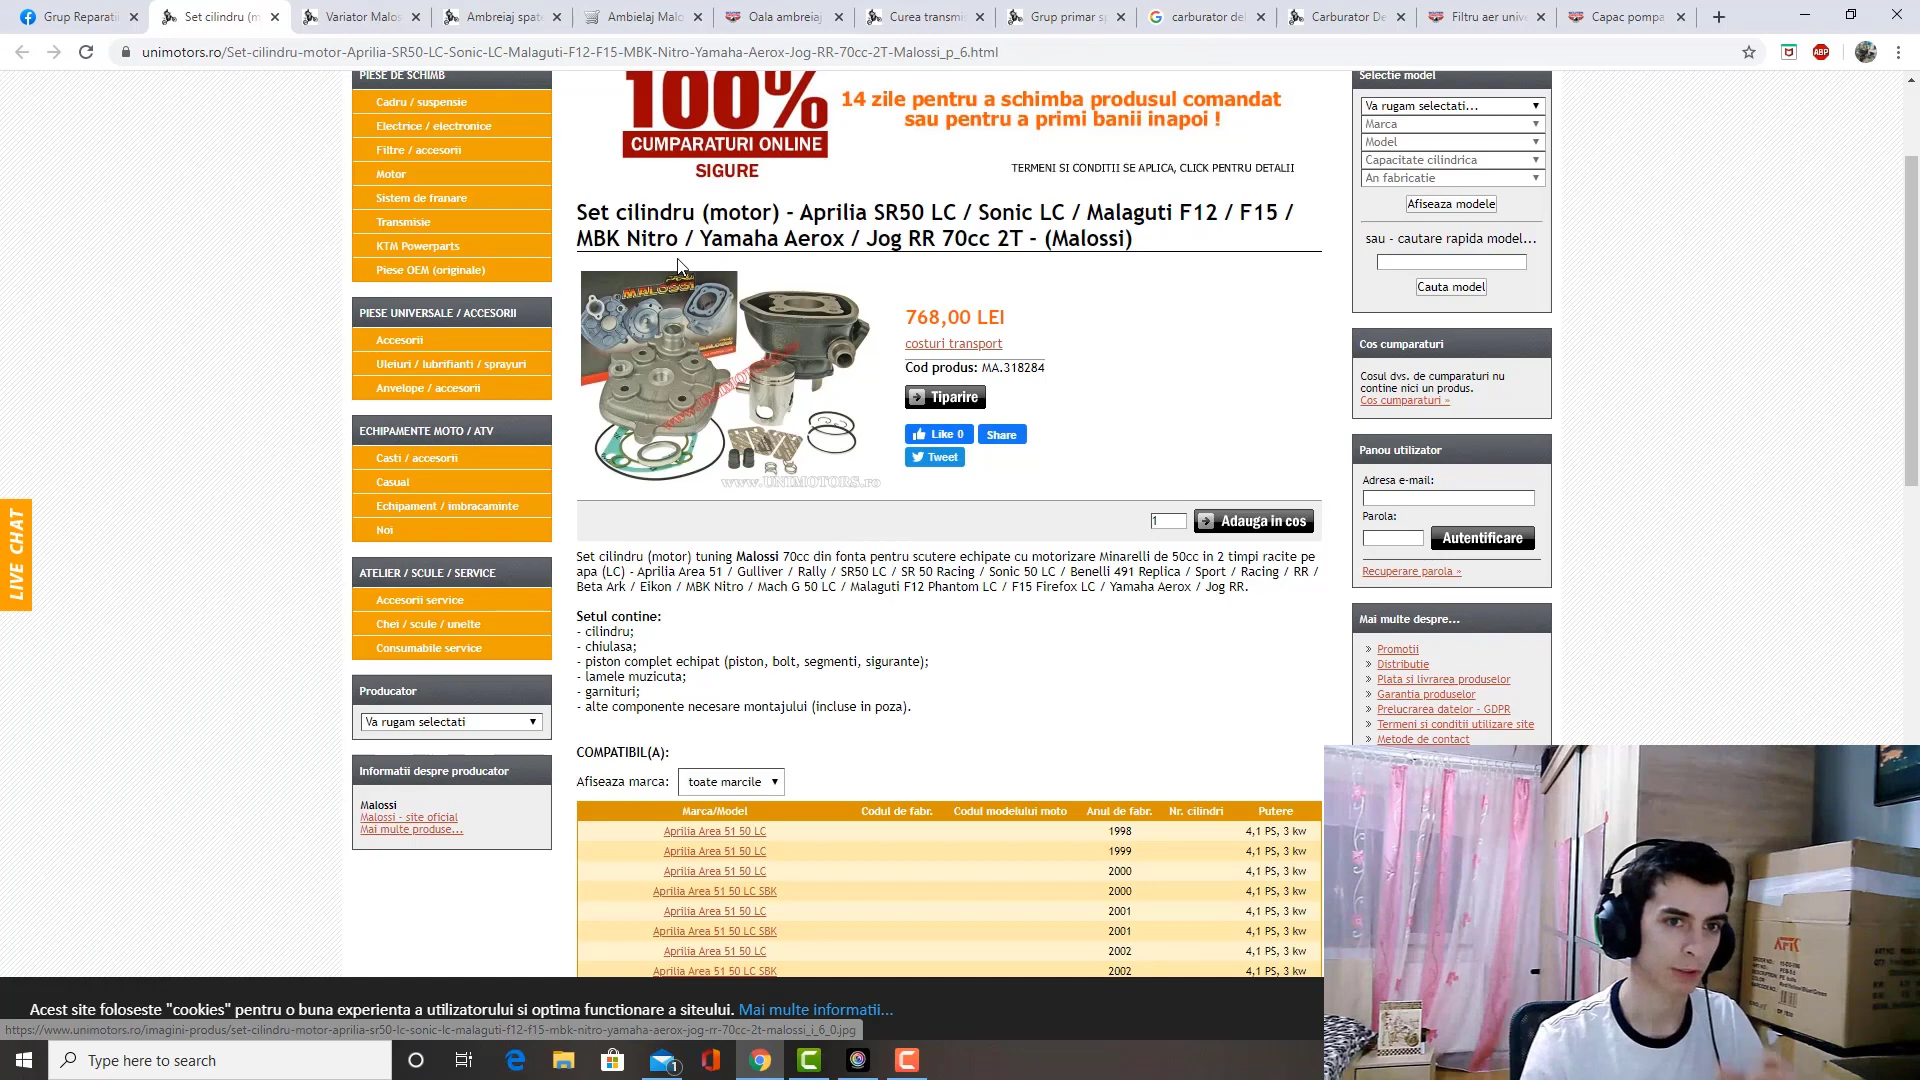 Grup Reparati
Set cilindru (m
Variator Malos
Ambreiaj spate
Ambielaj Malo
Oala ambreiaj
Curea transmi
Grup primar s
carburator del
Carburator De
Filtru aer univ
Capac pompa
unimotors.ro/Set-cilindru-motor-Aprilia-SR50-LC-Sonic-LC-Malaguti-F12-F15-MBK-Nitro-Yamaha-Aerox-Jog-RR-70cc-2T-Malossi_p_6.html
ABP
PIESE DE SCHIMB
Cadru / suspensie
Electrice / electronice
Filtre / accesorii
Motor
Sistem de franare
Transmisie
KTM Powerparts
Piese OEM (originale)
PIESE UNIVERSALE / ACCESORII
Accesorii
Uleiuri / lubrifianti / sprayuri
Anvelope / accesorii
ECHIPAMENTE MOTO / ATV
Casti / accesorii
Casual
Echipament / imbracaminte
Noi
ATELIER / SCULE / SERVICE
Accesorii service
Chei / scule / unelte
Consumabile service
Producator
Va rugam selectati
Informatii despre producator
Malossi
Malossi - site oficial
Mai multe produse...
LIVE CHAT
100%
CUMPARATURI ONLINE
SIGURE
14 zile pentru a schimba produsul comandat
sau pentru a primi banii inapoi !
TERMENI SI CONDITII SE APLICA, CLICK PENTRU DETALII
Set cilindru (motor) - Aprilia SR50 LC / Sonic LC / Malaguti F12 / F15 /
MBK Nitro / Yamaha Aerox / Jog RR 70cc 2T - (Malossi)
MALOSSI
www.UNIMOTORS.ro
768,00 LEI
costuri transport
Cod produs: MA.318284
Tiparire
Like 0
Share
Tweet
1
Adauga in cos
Set cilindru (motor) tuning Malossi 70cc din fonta pentru scutere echipate cu motorizare Minarelli de 50cc in 2 timpi racite pe
apa (LC) - Aprilia Area 51 / Gulliver / Rally / SR50 LC / SR 50 Racing / Sonic 50 LC / Benelli 491 Replica / Sport / Racing / RR /
Beta Ark / Eikon / MBK Nitro / Mach G 50 LC / Malaguti F12 Phantom LC / F15 Firefox LC / Yamaha Aerox / Jog RR.
Setul contine:
- cilindru;
- chiulasa;
- piston complet echipat (piston, bolt, segmenti, sigurante);
- lamele muzicuta;
- garnituri;
- alte componente necesare montajului (incluse in poza).
COMPATIBIL(A):
Afiseaza marca: toate marcile
Marca/Model Codul de fabr. Codul modelului moto Anul de fabr. Nr. cilindri Putere
Aprilia Area 51 50 LC 1998 4,1 PS, 3 kw
Aprilia Area 51 50 LC 1999 4,1 PS, 3 kw
Aprilia Area 51 50 LC 2000 4,1 PS, 3 kw
Aprilia Area 51 50 LC SBK 2000 4,1 PS, 3 kw
Aprilia Area 51 50 LC 2001 4,1 PS, 3 kw
Aprilia Area 51 50 LC SBK 2001 4,1 PS, 3 kw
Aprilia Area 51 50 LC 2002 4,1 PS, 3 kw
Aprilia Area 51 50 LC SBK 2002 4,1 PS, 3 kw
Selectie model
Va rugam selectati...
Marca
Model
Capacitate cilindrica
An fabricatie
Afiseaza modele
sau - cautare rapida model...
Cauta model
Cos cumparaturi
Cosul dvs. de cumparaturi nu
contine nici un produs.
Cos cumparaturi »
Panou utilizator
Adresa e-mail:
Parola:
Autentificare
Recuperare parola »
Mai multe despre...
Promotii
Distributie
Plata si livrarea produselor
Garantia produselor
Prelucrarea datelor - GDPR
Termeni si conditii utilizare site
Metode de contact
Acest site foloseste "cookies" pentru o buna experienta a utilizatorului si optima functionare a siteului. Mai multe informatii...
https://www.unimotors.ro/imagini-produs/set-cilindru-motor-aprilia-sr50-lc-sonic-lc-malaguti-f12-f15-mbk-nitro-yamaha-aerox-jog-rr-70cc-2t-malossi_i_6_0.jpg
Type here to search
1